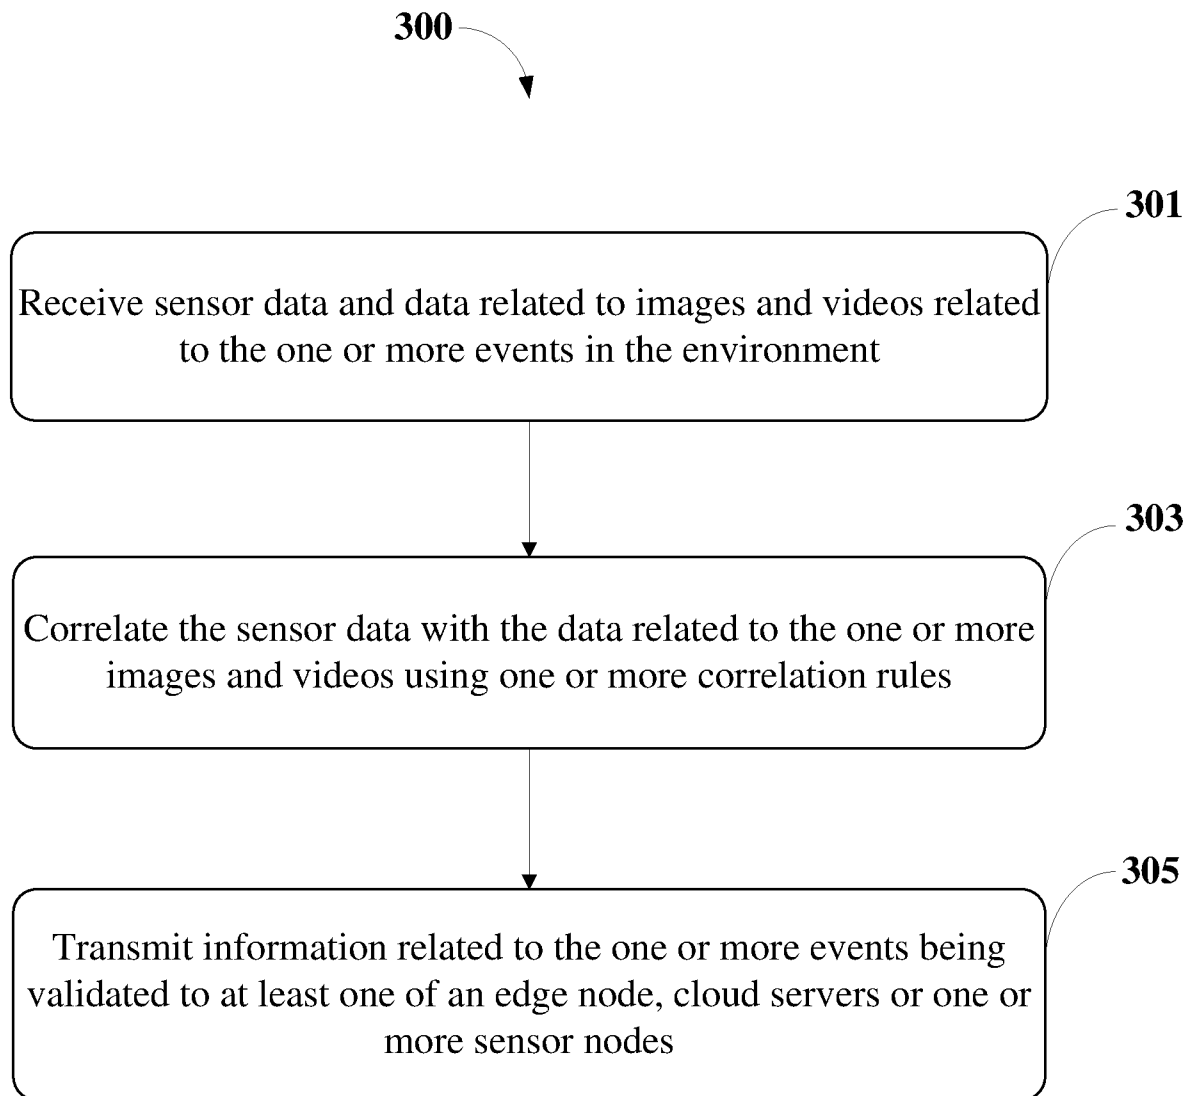 300
301
Receive sensor data and data related to images and videos related
to the one or more events in the environment
303
Correlate the sensor data with the data related to the one or more
images and videos using one or more correlation rules
305
Transmit information related to the one or more events being
validated to at least one of an edge node, cloud servers or one or
more sensor nodes